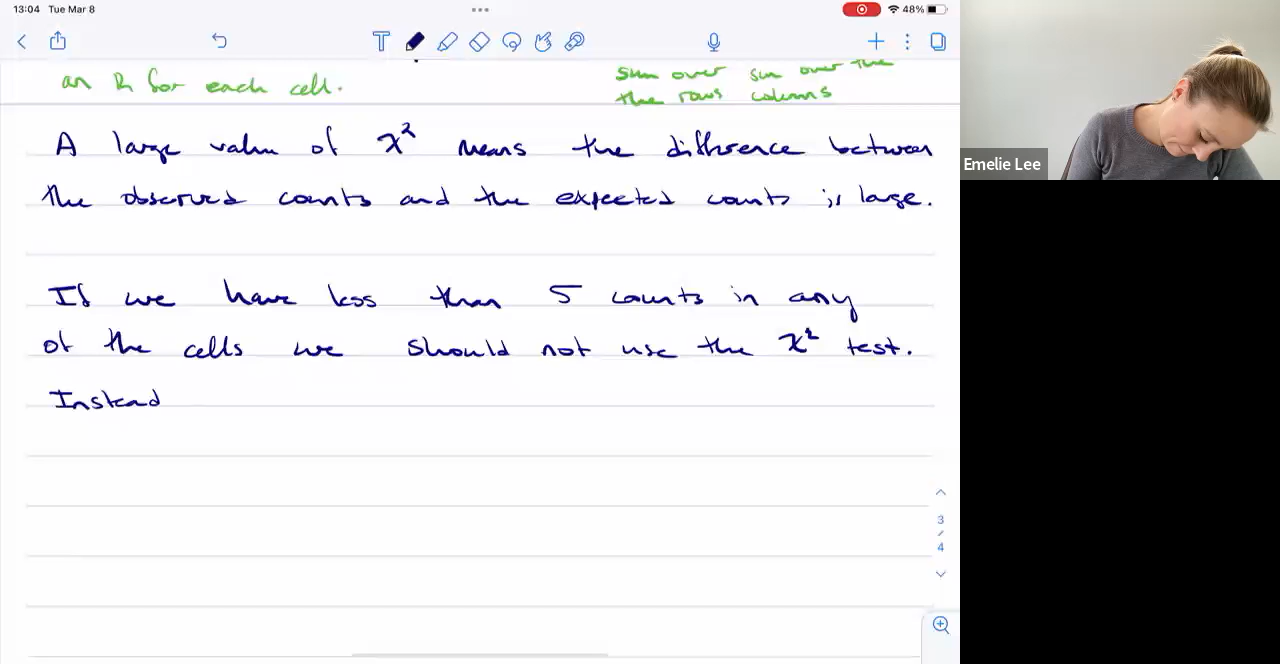 13:04 Tue Mar 8
48%
an R for each cell.
sum over sum over the
the rows columns
A large value of χ² means the difference between
the observed counts and the expected counts is large.
If we have less than 5 counts in any
of the cells we should not use the χ² test.
Instead
3
/
4
Emelie Lee